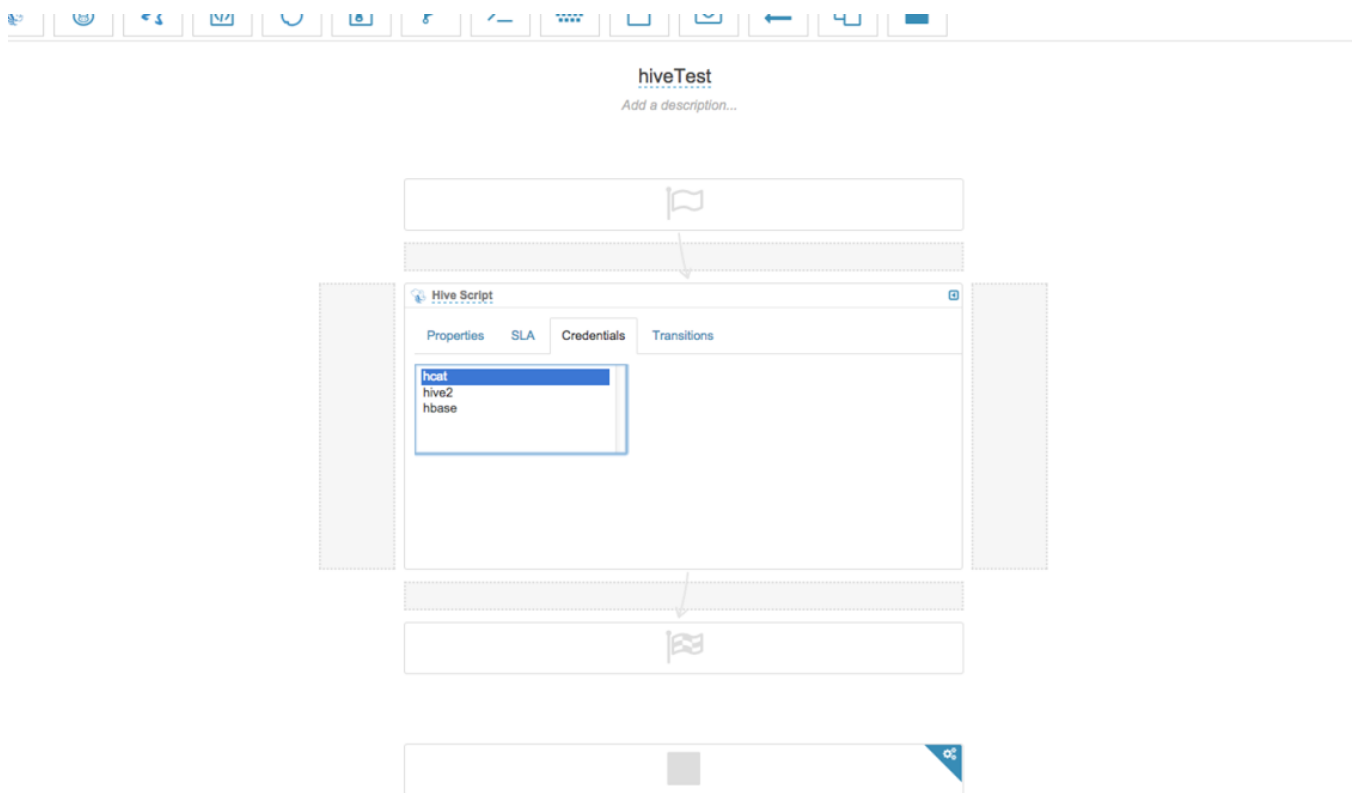 hiveTest
Add a description...
Hive Script
Properties SLA Credentials Transitions
hcat
hive2
hbase